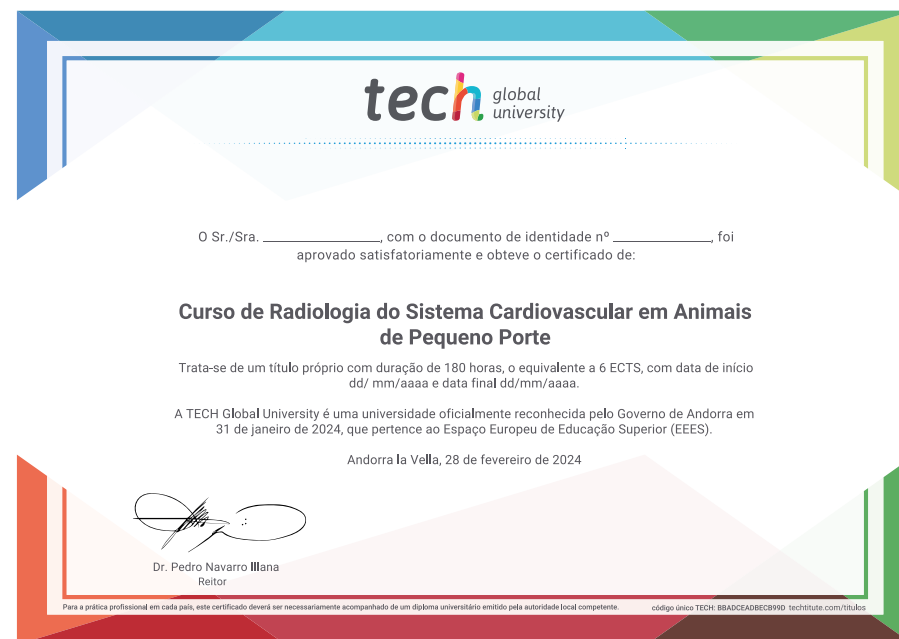 tech global university
O Sr./Sra. ________________, com o documento de identidade nº ______________, foi
aprovado satisfatoriamente e obteve o certificado de:
Curso de Radiologia do Sistema Cardiovascular em Animais
de Pequeno Porte
Trata-se de um título próprio com duração de 180 horas, o equivalente a 6 ECTS, com data de início
dd/ mm/aaaa e data final dd/mm/aaaa.
A TECH Global University é uma universidade oficialmente reconhecida pelo Governo de Andorra em
31 de janeiro de 2024, que pertence ao Espaço Europeu de Educação Superior (EEES).
Andorra la Vella, 28 de fevereiro de 2024
Dr. Pedro Navarro Illana
Reitor
Para a prática profissional em cada país, este certificado deverá ser necessariamente acompanhado de um diploma universitário emitido pela autoridade local competente.
código único TECH: BBADCEADBECB99D techtitute.com/titulos